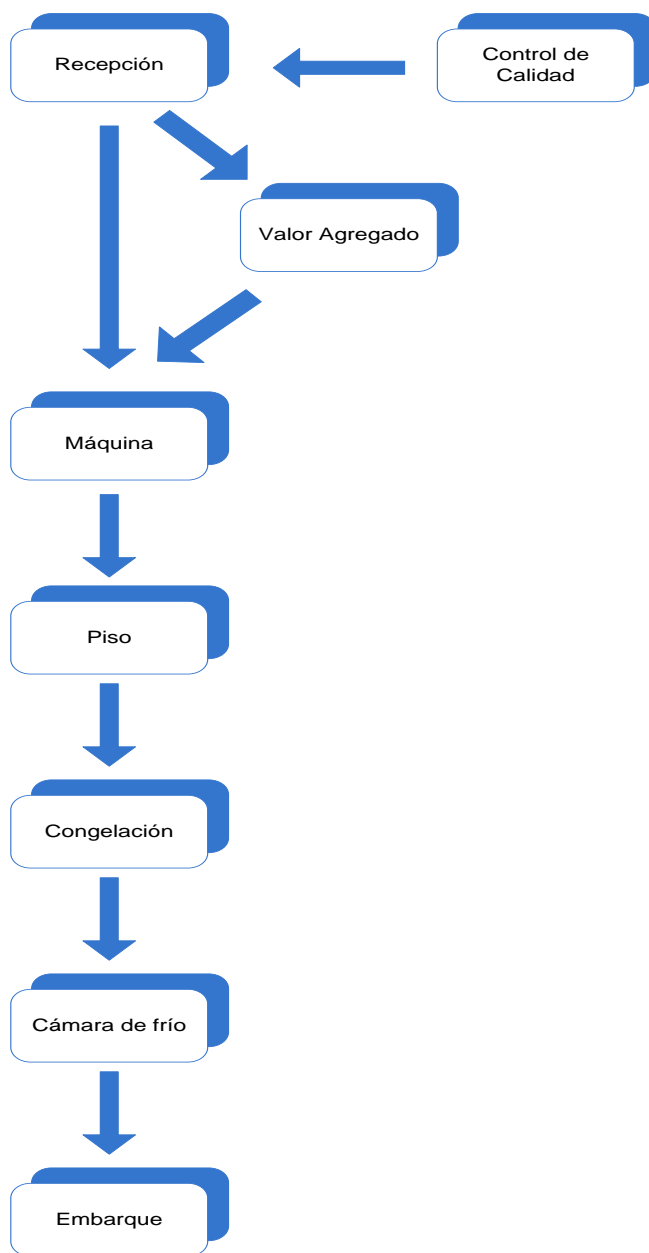 Recepción
Control de
Calidad
Valor Agregado
Máquina
Piso
Congelación
Cámara de frío
Embarque